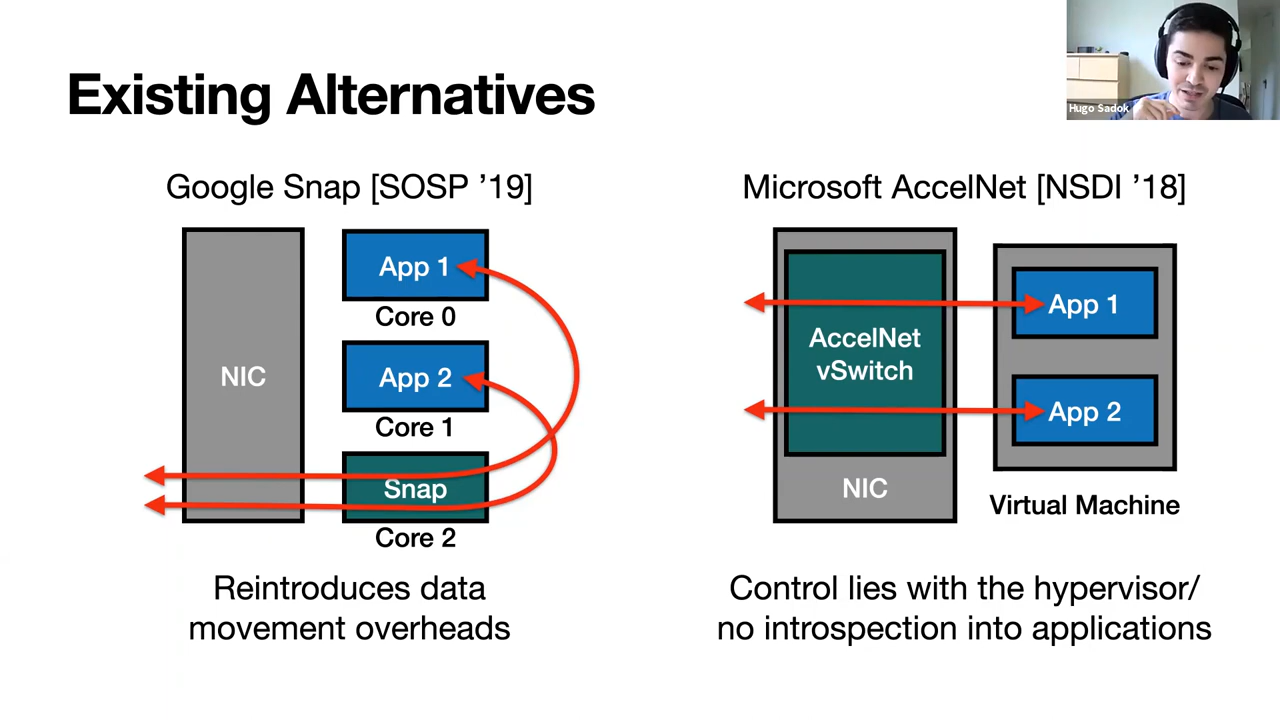 Existing Alternatives
Hugo Sadok
Google Snap [SOSP ’19]
NIC
App 1
Core 0
App 2
Core 1
Snap
Core 2
Reintroduces data
movement overheads
Microsoft AccelNet [NSDI ’18]
AccelNet
vSwitch
NIC
App 1
App 2
Virtual Machine
Control lies with the hypervisor/
no introspection into applications